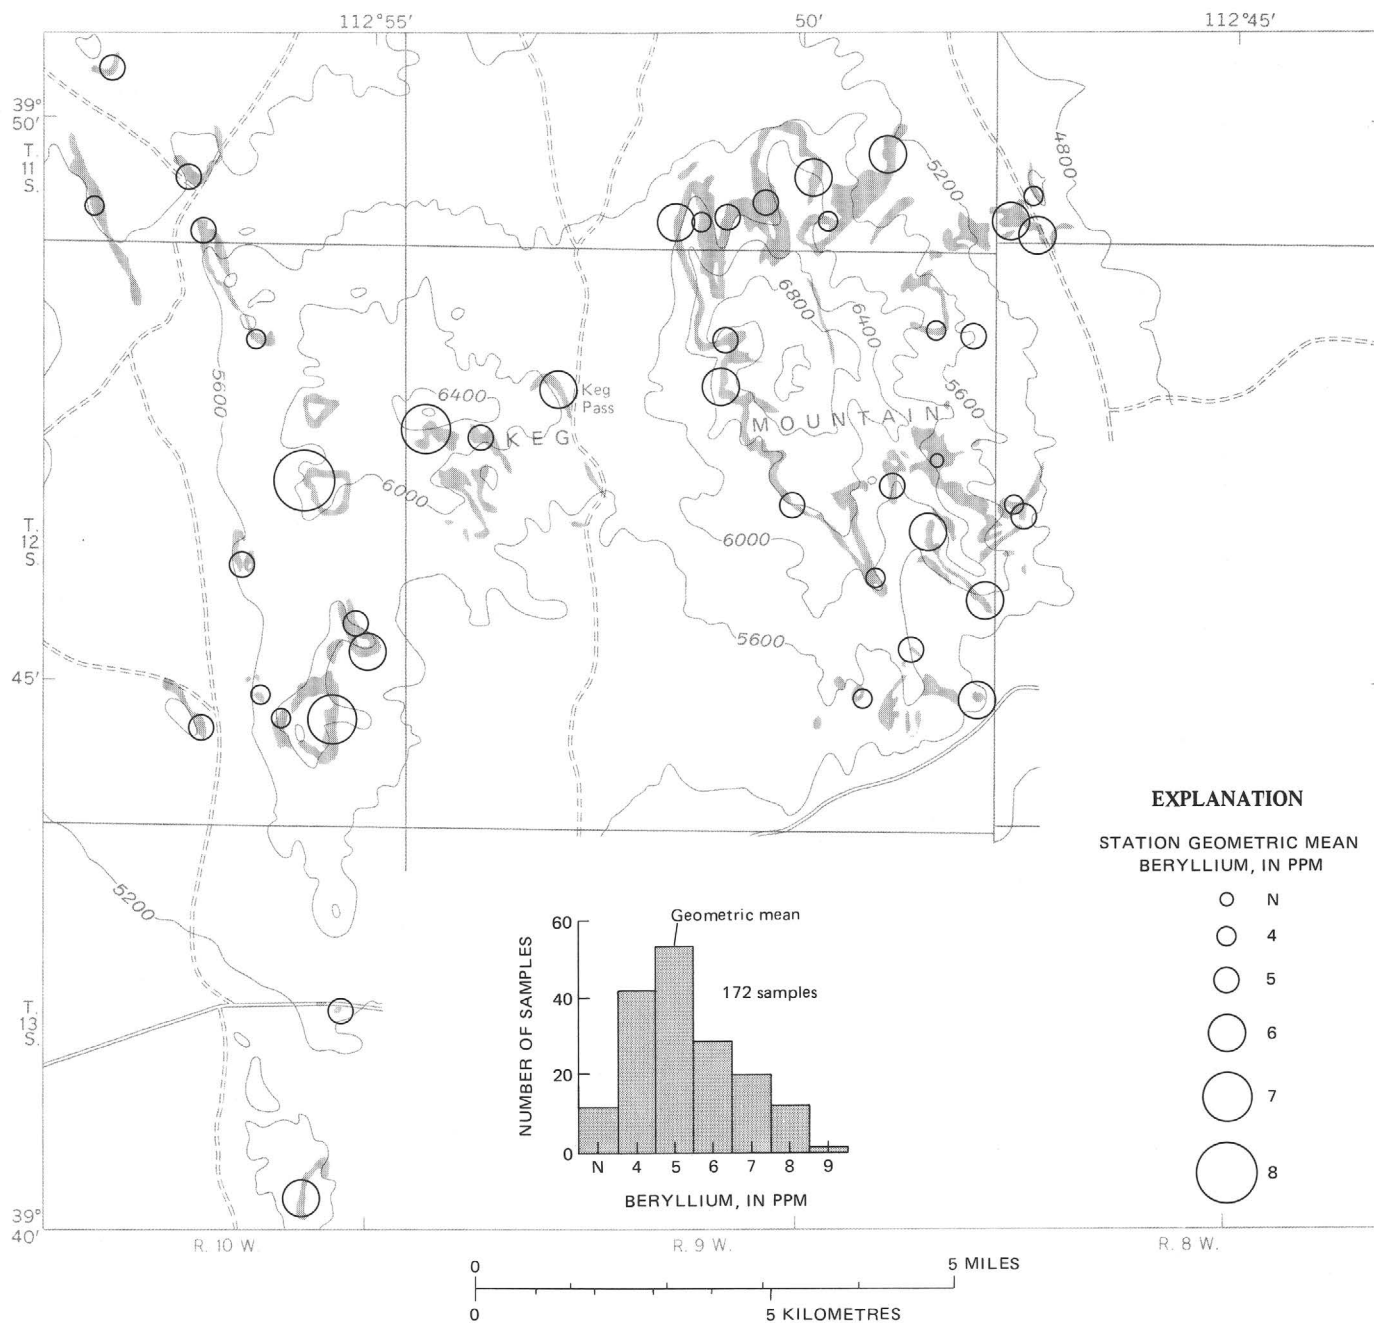 112°55′ 50′ 112°45′
39°
50′
T.
11
S.
4800
5200
6800
6400
5600
5600
6400
Keg
Pass
MOUNTAIN
KEG
6000
T.
12
S.
6000
5600
45′
5200
T.
13
S.
39°
40′
R. 10 W. R. 9 W. R. 8 W.
EXPLANATION
STATION GEOMETRIC MEAN
BERYLLIUM, IN PPM
N
4
5
6
7
8
Geometric mean
172 samples
NUMBER OF SAMPLES
60
40
20
0
N 4 5 6 7 8 9
BERYLLIUM, IN PPM
0 5 MILES
0 5 KILOMETRES